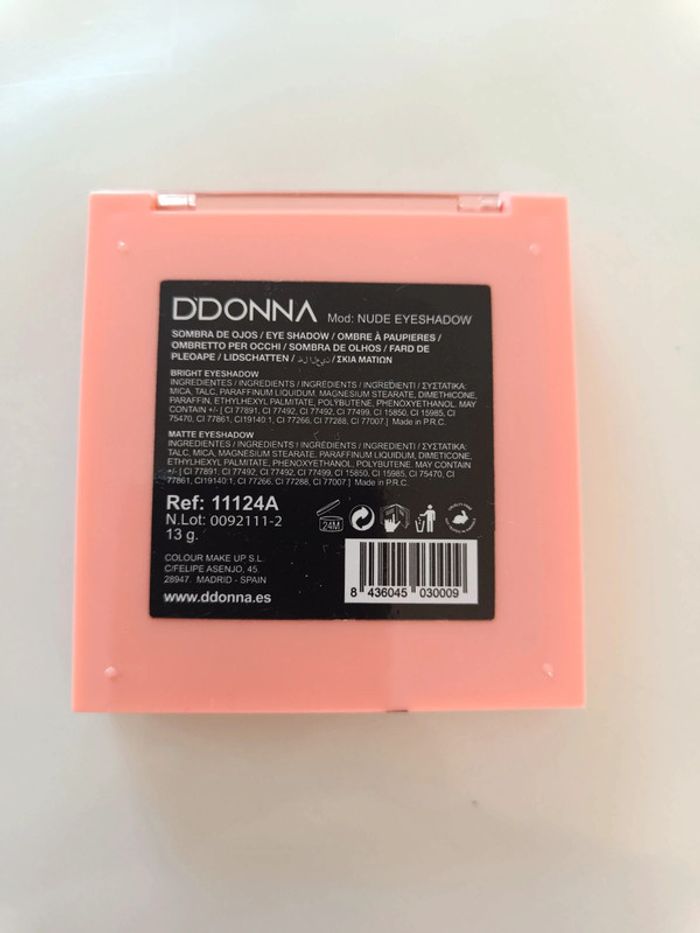 D'DONNA Mod: NUDE EYESHADOW
SOMBRA DE OJOS / EYE SHADOW / OMBRE À PAUPIERES /
OMBRETTO PER OCCHI / SOMBRA DE OLHOS / FARD DE
PLEOAPE / LIDSCHATTEN / /ΣΚΙΑ ΜΑΤΙΩΝ
BRIGHT EYESHADOW
INGREDIENTES / INGREDIENTS / INGREDIENTS / INGREDIENTI / ΣΥΣΤΑΤΙΚΑ:
MICA, TALC, PARAFFINUM LIQUIDUM, MAGNESIUM STEARATE, DIMETHICONE,
PARAFFIN, ETHYLHEXYL PALMITATE, POLYBUTENE, PHENOXYETHANOL. MAY
CONTAIN +/- [ CI 77891, CI 77492, CI 77492, CI 77499, CI 15850, CI 15985, CI
75470, CI 77861, CI19140:1, CI 77266, CI 77288, CI 77007.] Made in P.R.C.
MATTE EYESHADOW
INGREDIENTES / INGREDIENTS / INGREDIENTS / INGREDIENTI / ΣΥΣΤΑΤΙΚΑ:
TALC, MICA, MAGNESIUM STEARATE. PARAFFINUM LIQUIDUM, DIMETICONE,
ETHYLHEXYL PALMITATE, PHENOXYETHANOL, POLYBUTENE. MAY CONTAIN
+/- [CI 77891, CI 77492, CI 77492, CI 77499, CI 15850, CI 15985, CI 75470, CI
77861, CI19140:1, CI 77266, CI 77288, CI 77007.] Made in P.R.C.
Ref: 11124A
N.Lot: 0092111-2
13 g.
24M
COLOUR MAKE UP S.L.
C/FELIPE ASENJO, 45.
28947. MADRID - SPAIN
www.ddonna.es
8 436045 030009